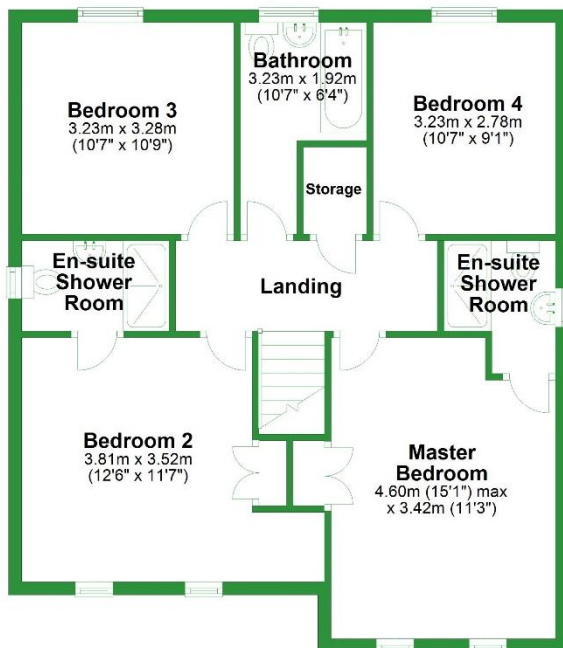 Bathroom
3.23m x 1.92m
(10'7" x 6'4")
Bedroom 3
3.23m x 3.28m
(10'7" x 10'9")
Bedroom 4
3.23m x 2.78m
(10'7" x 9'1")
Storage
En-suite
Shower
Room
Landing
En-suite
Shower
Room
Bedroom 2
3.81m x 3.52m
(12'6" x 11'7")
Master
Bedroom
4.60m (15'1") max
x 3.42m (11'3")